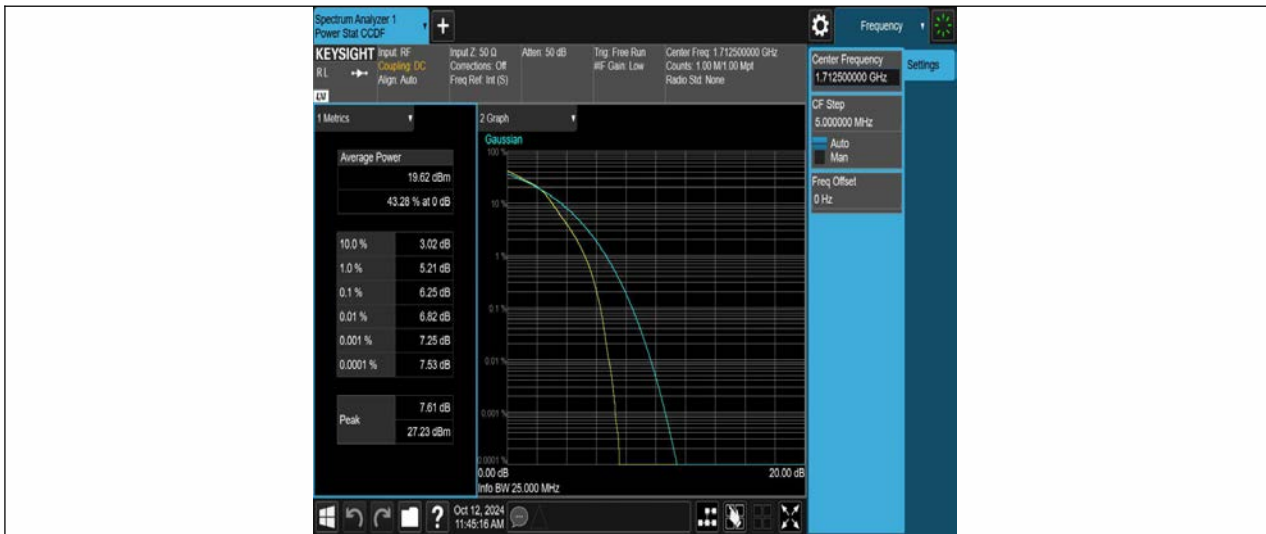 Spectrum Analyzer 1
Power Stat CCDF
+
Frequency
KEYSIGHT
Input: RF
Coupling: DC
Align: Auto
Input Z: 50 Ω
Corrections: Off
Freq Ref: Int (S)
Atten: 50 dB
Trig: Free Run
#IF Gain: Low
Center Freq: 1.712500000 GHz
Counts: 1.00 M/1.00 Mpt
Radio Std: None
RL
Center Frequency
1.712500000 GHz
Settings
CF Step
5.000000 MHz
Auto
Man
Freq Offset
0 Hz
1 Metrics
Average Power
19.62 dBm
43.28 % at 0 dB
10.0 % 3.02 dB
1.0 % 5.21 dB
0.1 % 6.25 dB
0.01 % 6.82 dB
0.001 % 7.25 dB
0.0001 % 7.53 dB
Peak
7.61 dB
27.23 dBm
2 Graph
Gaussian
100 %
10 %
1 %
0.1 %
0.01 %
0.001 %
0.0001 %
0.00 dB
20.00 dB
Info BW 25.000 MHz
?
Oct 12, 2024
11:45:16 AM